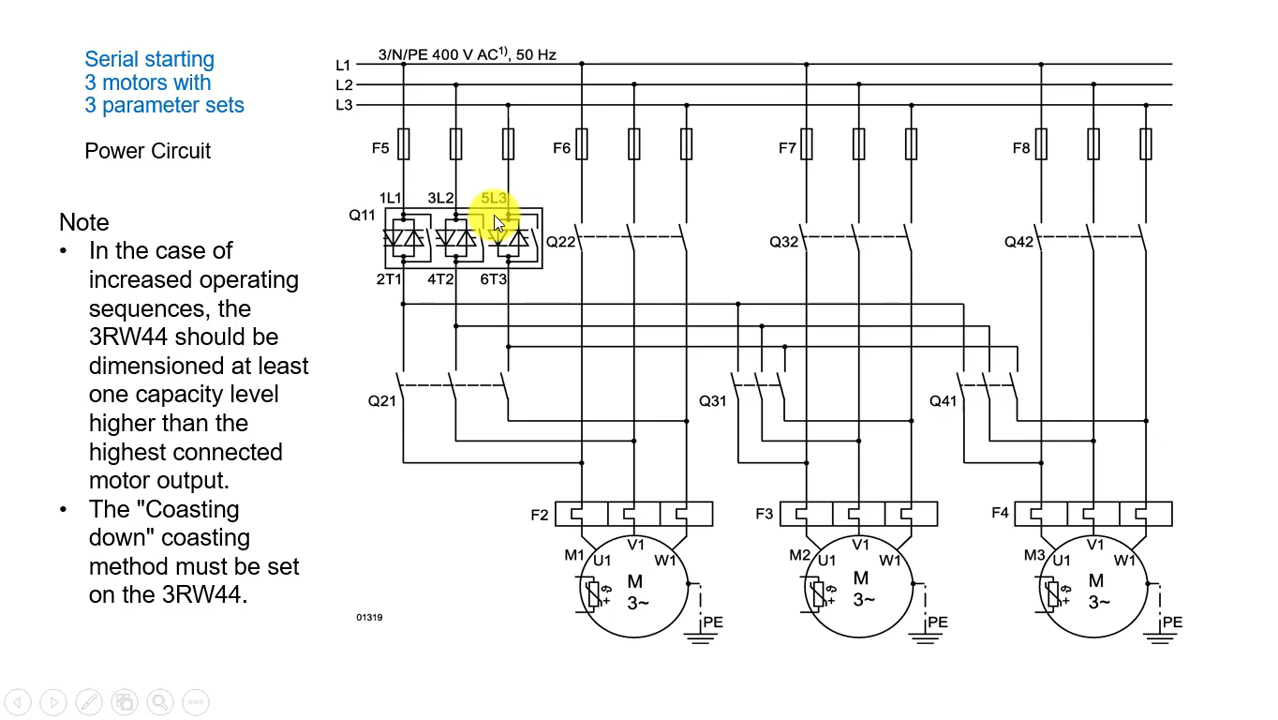 Serial starting
3 motors with
3 parameter sets
Power Circuit
Note
• In the case of
increased operating
sequences, the
3RW44 should be
dimensioned at least
one capacity level
higher than the
highest connected
motor output.
• The "Coasting
down" coasting
method must be set
on the 3RW44.
3/N/PE 400 V AC1), 50 Hz
L1
L2
L3
F5 F6 F7 F8
1L1 3L2 5L3
Q11 Q22 Q32 Q42
2T1 4T2 6T3
Q21 Q31 Q41
F2 F3 F4
M1 U1 V1 W1 M2 U1 V1 W1 M3 U1 V1 W1
M M M
3~ 3~ 3~
ϑ ϑ ϑ
+ + +
01319 PE PE PE